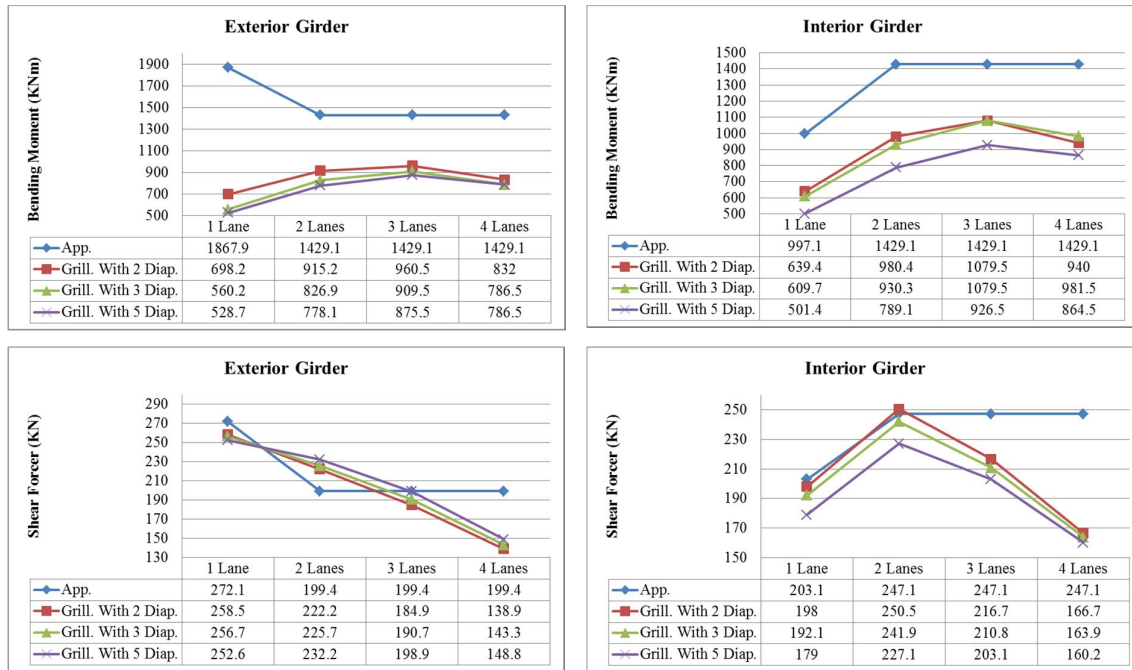 Exterior Girder
Bending Moment (KNm)
1900
1700
1500
1300
1100
900
700
500
1 Lane 2 Lanes 3 Lanes 4 Lanes
App. 1867.9 1429.1 1429.1 1429.1
Grill. With 2 Diap. 698.2 915.2 960.5 832
Grill. With 3 Diap. 560.2 826.9 909.5 786.5
Grill. With 5 Diap. 528.7 778.1 875.5 786.5
Interior Girder
Bending Moment (KNm)
1500
1400
1300
1200
1100
1000
900
800
700
600
500
1 Lane 2 Lanes 3 Lanes 4 Lanes
App. 997.1 1429.1 1429.1 1429.1
Grill. With 2 Diap. 639.4 980.4 1079.5 940
Grill. With 3 Diap. 609.7 930.3 1079.5 981.5
Grill. With 5 Diap. 501.4 789.1 926.5 864.5
Exterior Girder
Shear Forcer (KN)
290
270
250
230
210
190
170
150
130
1 Lane 2 Lanes 3 Lanes 4 Lanes
App. 272.1 199.4 199.4 199.4
Grill. With 2 Diap. 258.5 222.2 184.9 138.9
Grill. With 3 Diap. 256.7 225.7 190.7 143.3
Grill. With 5 Diap. 252.6 232.2 198.9 148.8
Interior Girder
Shear Forcer (KN)
250
230
210
190
170
150
1 Lane 2 Lanes 3 Lanes 4 Lanes
App. 203.1 247.1 247.1 247.1
Grill. With 2 Diap. 198 250.5 216.7 166.7
Grill. With 3 Diap. 192.1 241.9 210.8 163.9
Grill. With 5 Diap. 179 227.1 203.1 160.2